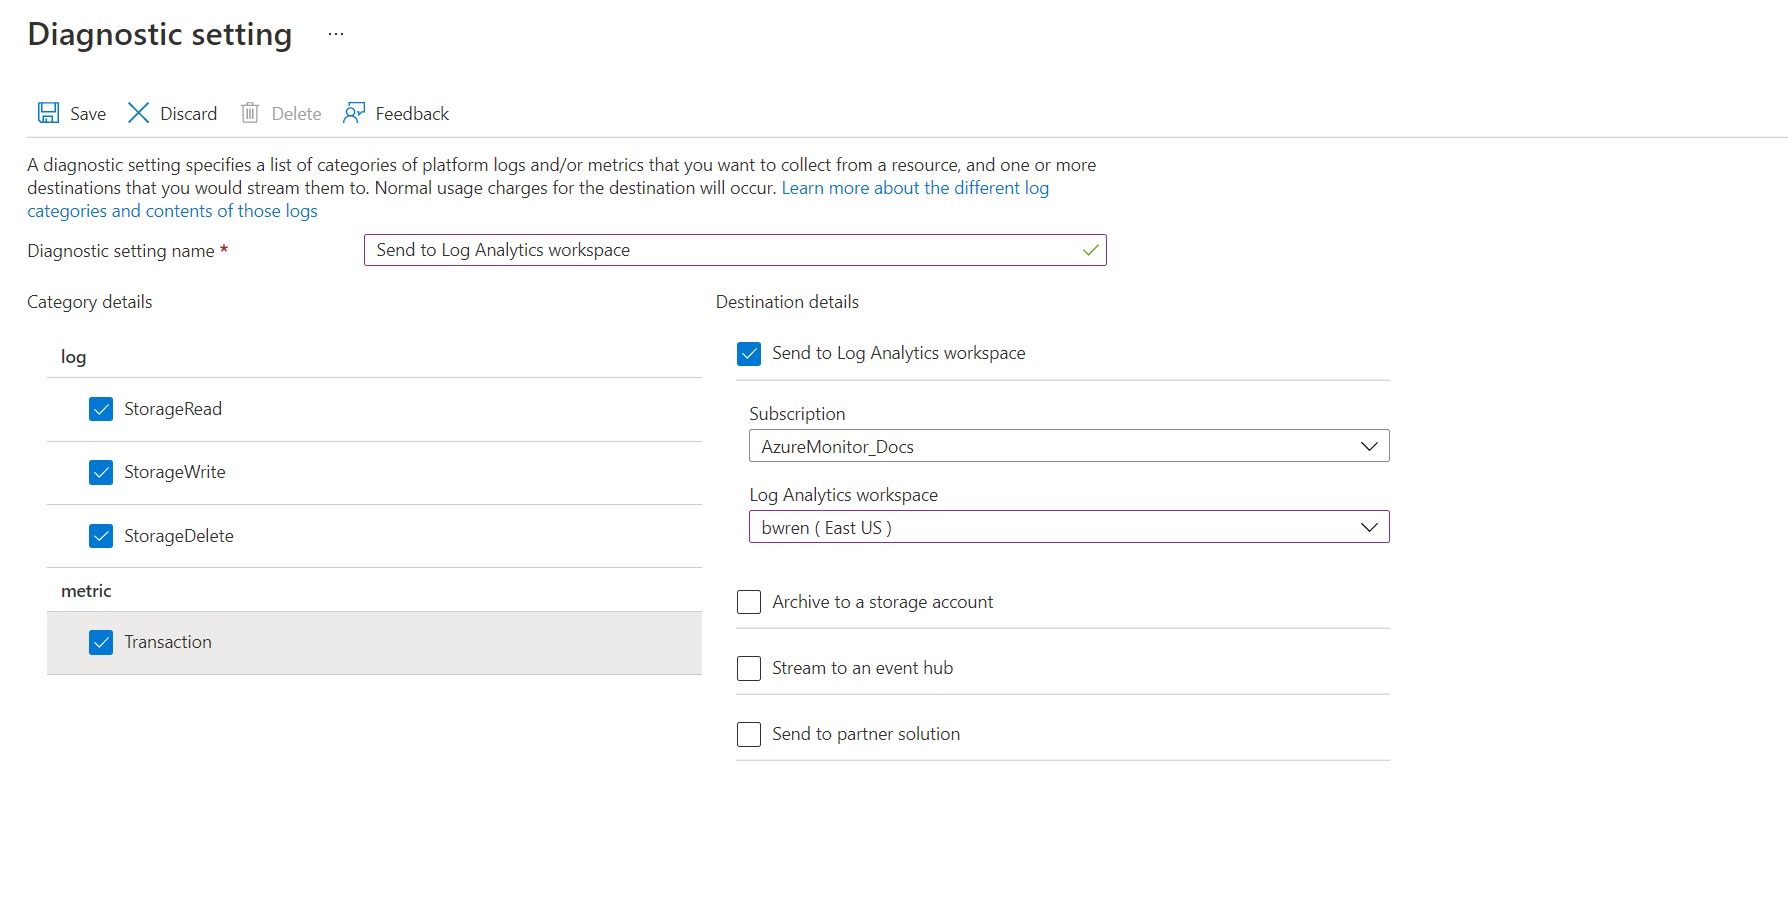 Diagnostic setting ...
Save Discard Delete Feedback
A diagnostic setting specifies a list of categories of platform logs and/or metrics that you want to collect from a resource, and one or more
destinations that you would stream them to. Normal usage charges for the destination will occur. Learn more about the different log
categories and contents of those logs
Diagnostic setting name * Send to Log Analytics workspace
Category details
log
StorageRead
StorageWrite
StorageDelete
metric
Transaction
Destination details
Send to Log Analytics workspace
Subscription
AzureMonitor_Docs
Log Analytics workspace
bwren ( East US )
Archive to a storage account
Stream to an event hub
Send to partner solution